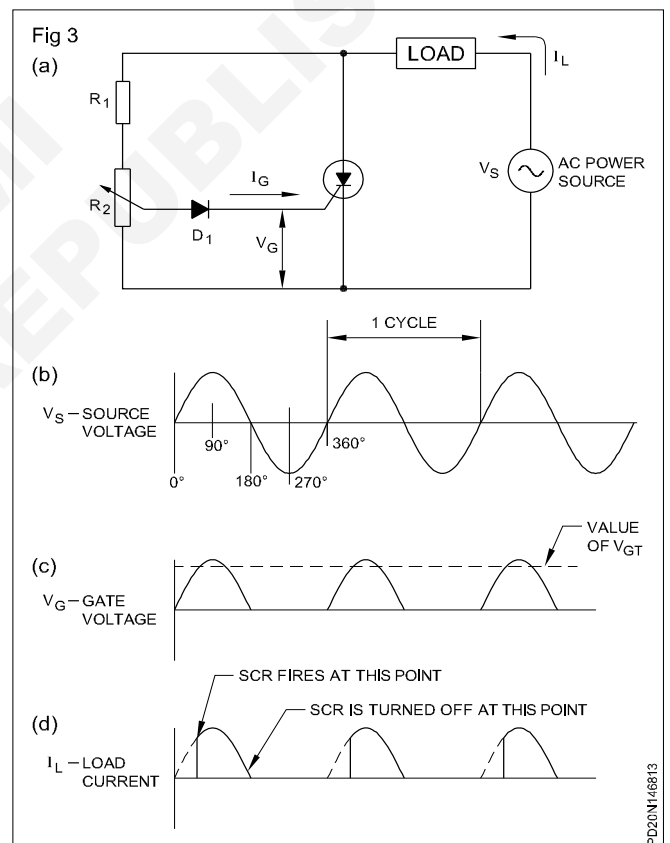 Fig 3
(a)
LOAD
I_L
R_1
R_2
D_1
I_G
V_G
V_S
AC POWER
SOURCE
1 CYCLE
(b)
V_S – SOURCE
VOLTAGE
0°
90°
180°
270°
360°
VALUE
OF V_GT
(c)
V_G – GATE
VOLTAGE
SCR FIRES AT THIS POINT
(d)
SCR IS TURNED OFF AT THIS POINT
I_L – LOAD
CURRENT
PD20N146813